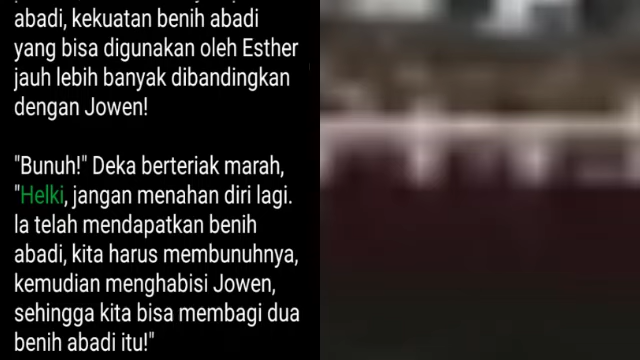 abadi, kekuatan benih abadi
yang bisa digunakan oleh Esther
jauh lebih banyak dibandingkan
dengan Jowen!
"Bunuh!" Deka berteriak marah,
"Helki, jangan menahan diri lagi.
Ia telah mendapatkan benih
abadi, kita harus membunuhnya,
kemudian menghabisi Jowen,
sehingga kita bisa membagi dua
benih abadi itu!"